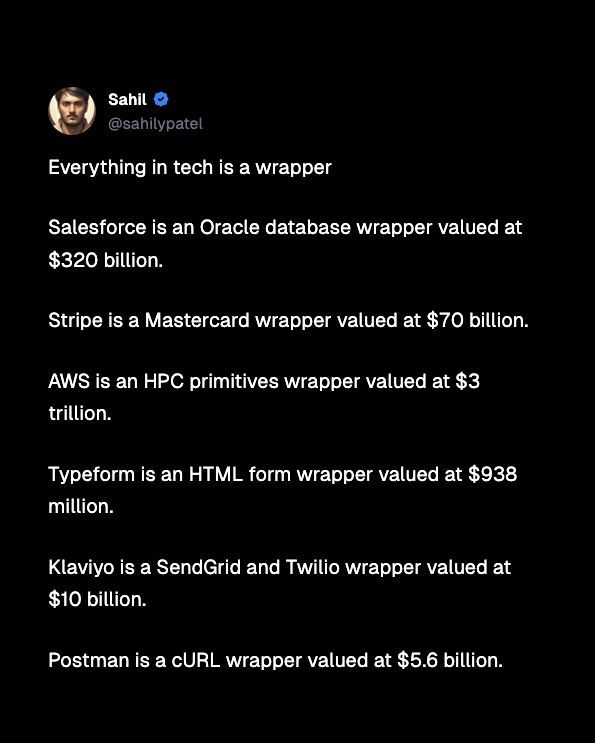 Sahil
@sahilypatel
Everything in tech is a wrapper
Salesforce is an Oracle database wrapper valued at
$320 billion.
Stripe is a Mastercard wrapper valued at $70 billion.
AWS is an HPC primitives wrapper valued at $3
trillion.
Typeform is an HTML form wrapper valued at $938
million.
Klaviyo is a SendGrid and Twilio wrapper valued at
$10 billion.
Postman is a cURL wrapper valued at $5.6 billion.